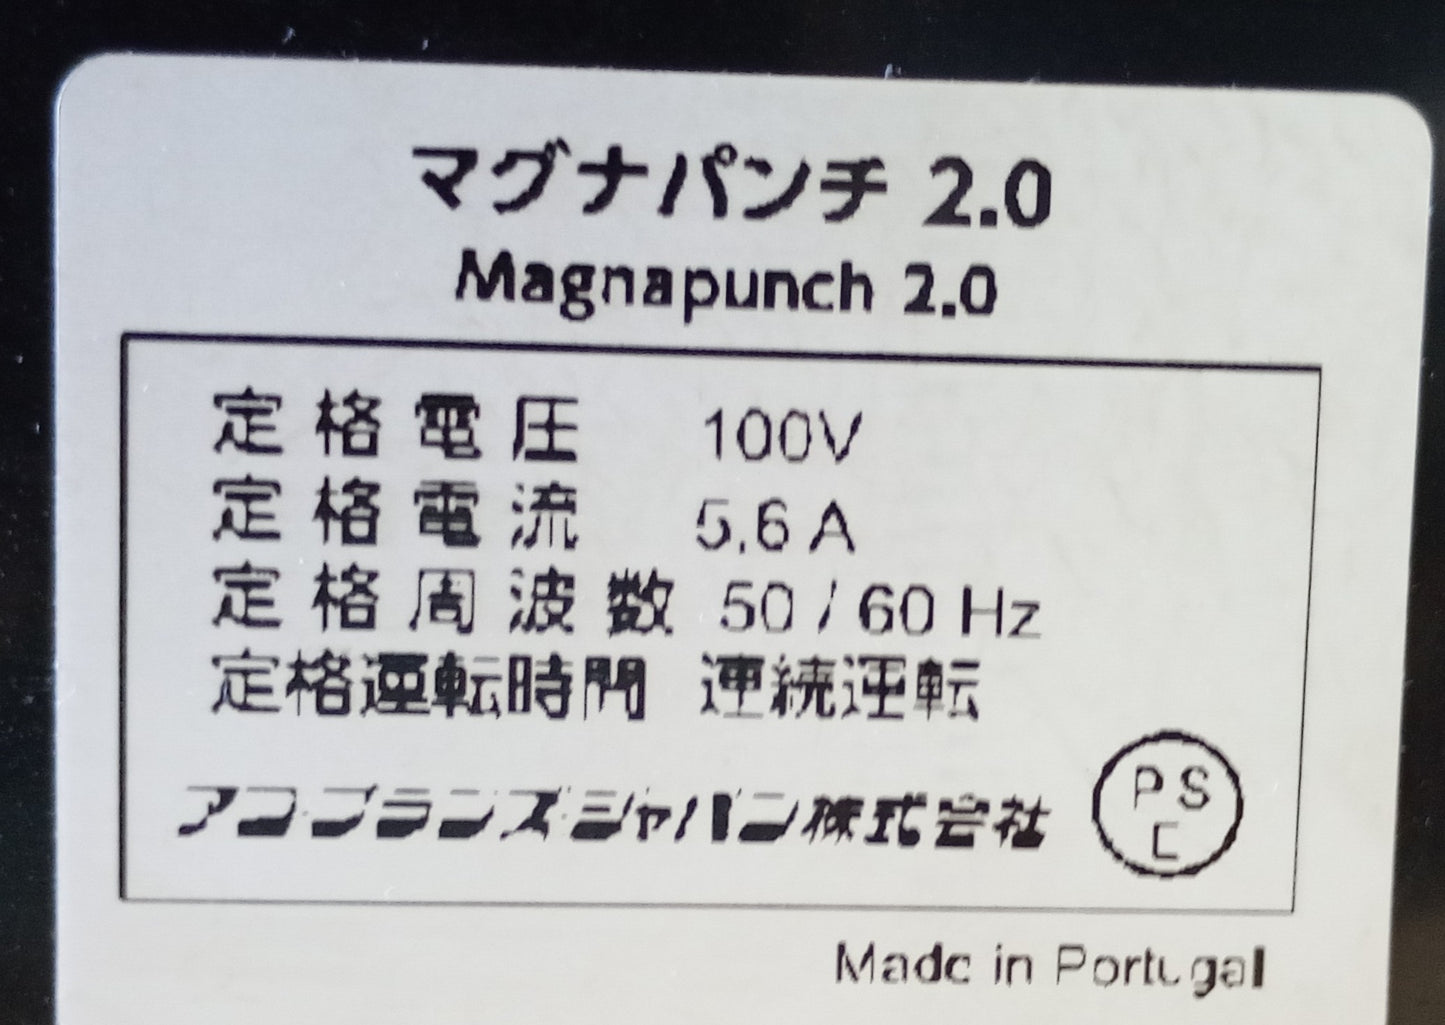 マグナパンチ 2.0
Magnapunch 2.0
定格電圧 100V
定格電流 5.6 A
定格周波数 50 / 60 Hz
定格運転時間 連続運転
アコ・ブランズ・ジャパン株式会社
P S
E
Made in Portugal